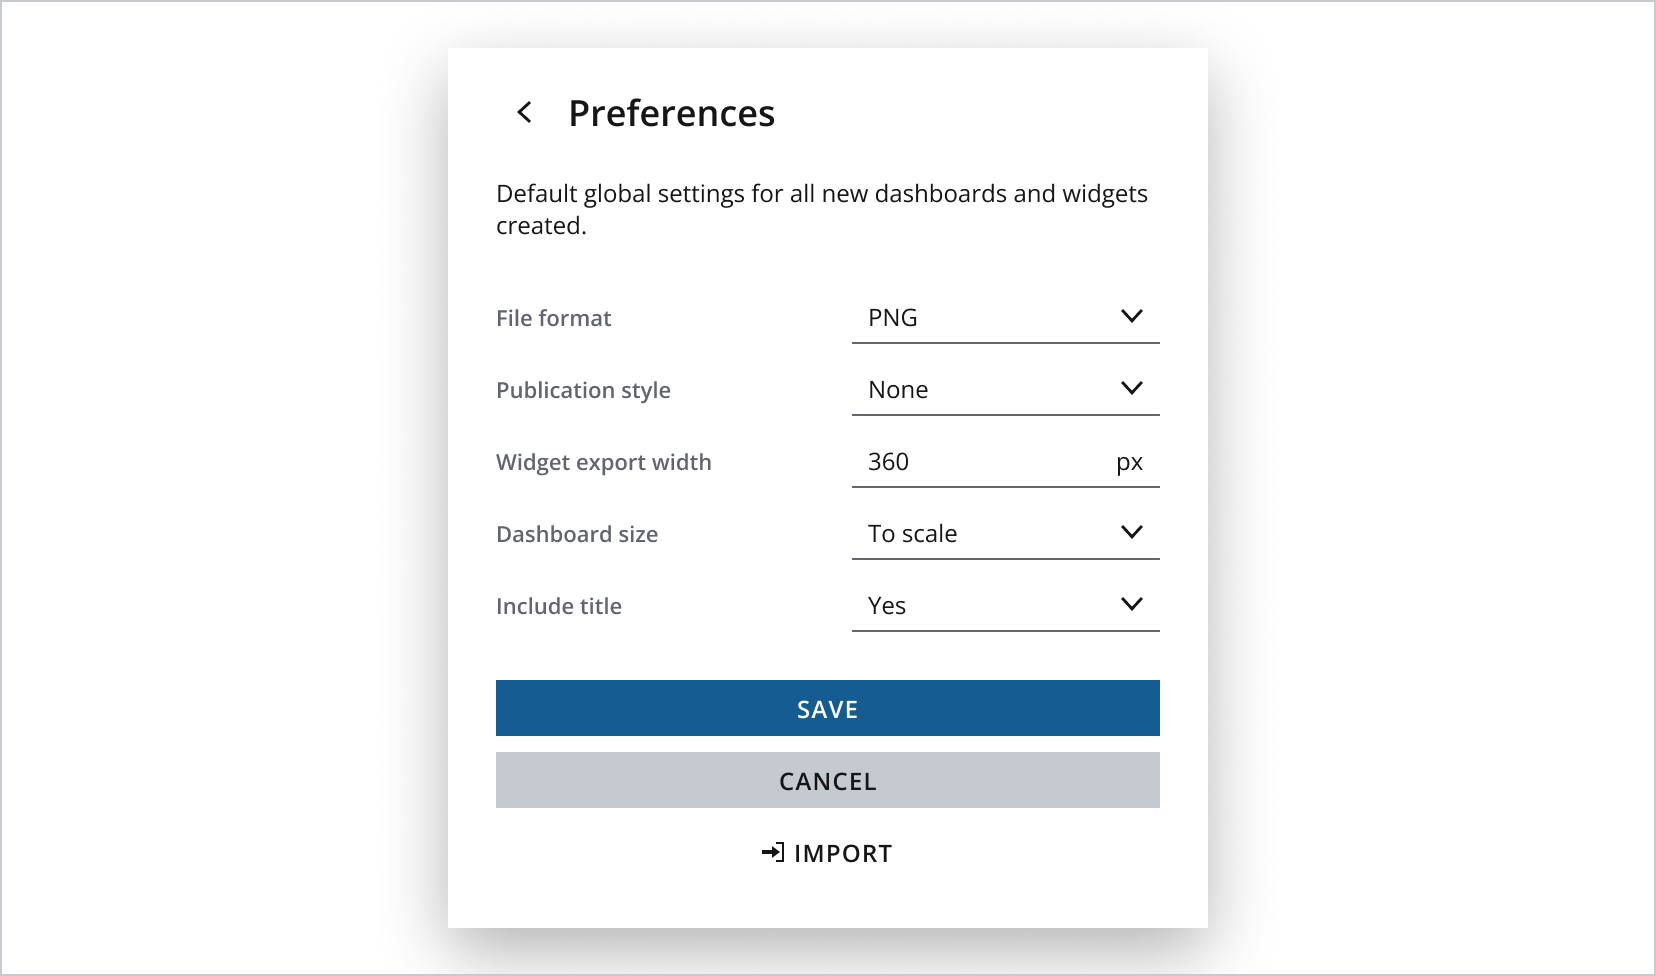 Preferences
Default global settings for all new dashboards and widgets
created.
File format PNG
Publication style None
Widget export width 360 px
Dashboard size To scale
Include title Yes
SAVE
CANCEL
IMPORT